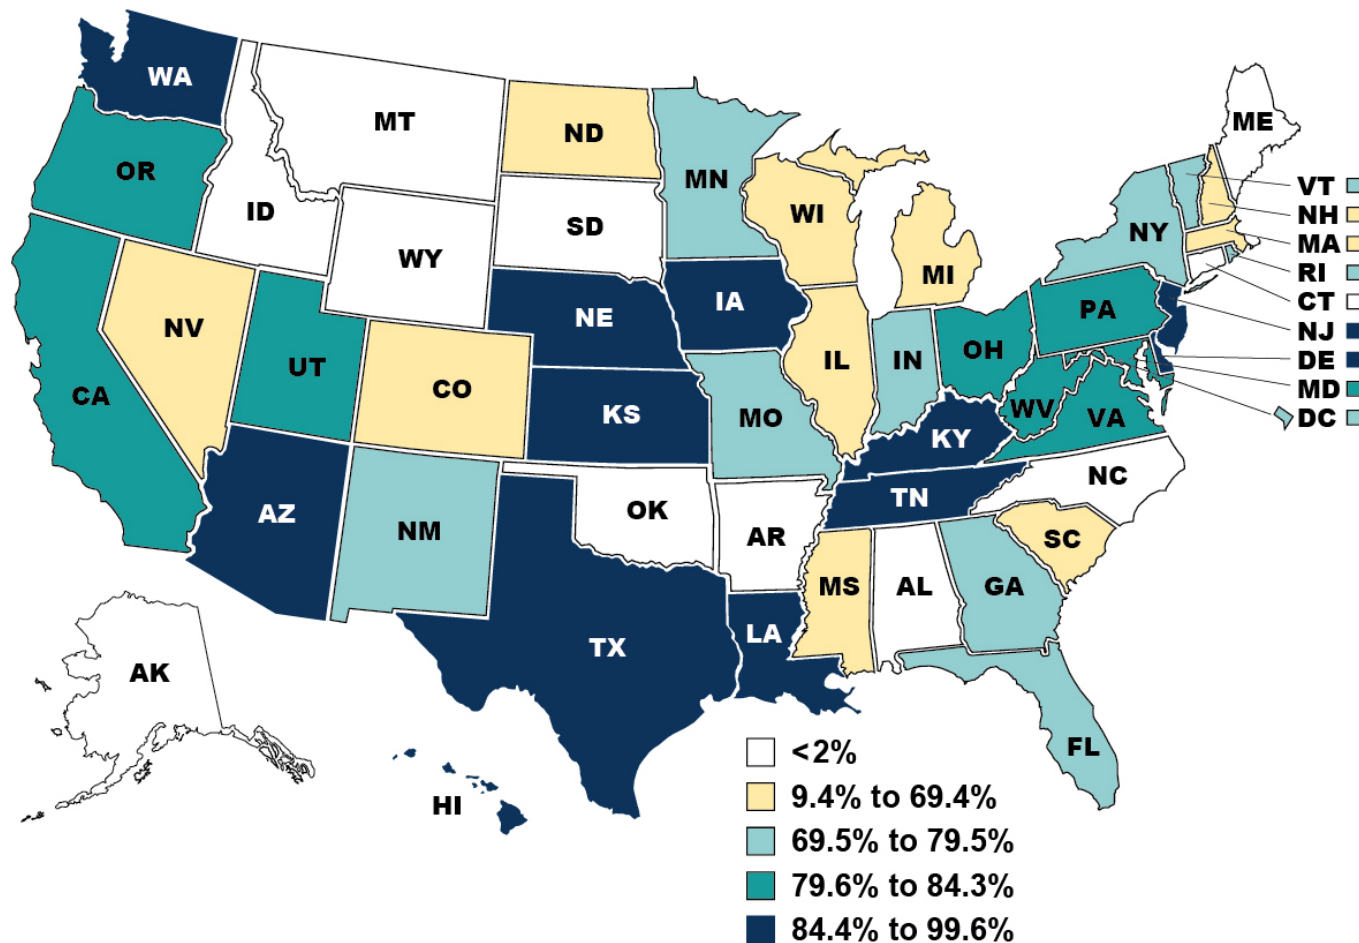 WA
MT
ND
MN
ME
OR
ID
SD
WI
MI
NY
VT
NH
MA
RI
CT
NJ
DE
MD
DC
WY
NE
IA
PA
NV
UT
CO
IL
IN
OH
CA
KS
MO
WV
VA
KY
AZ
NM
OK
AR
TN
NC
SC
MS
AL
GA
TX
LA
AK
FL
HI
<2%
9.4% to 69.4%
69.5% to 79.5%
79.6% to 84.3%
84.4% to 99.6%